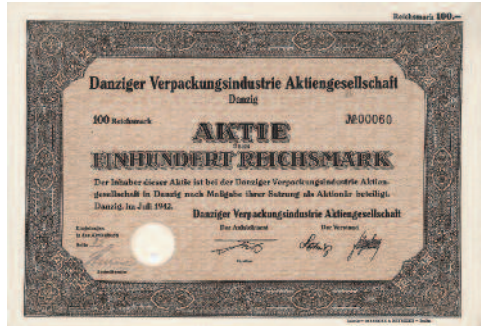 Reichsmark 100.—
Danziger Verpackungsindustrie Aktiengesellschaft
Danzig
100 Reichsmark
№00060
AKTIE
ÜBER
EINHUNDERT REICHSMARK
Der Inhaber dieser Aktie ist bei der Danziger Verpackungsindustrie Aktien-
gesellschaft in Danzig nach Maßgabe ihrer Satzung als Aktionär beteiligt.
Danzig, im Juli 1942.
Danziger Verpackungsindustrie Aktiengesellschaft
Der Aufsichtsrat
Der Vorstand